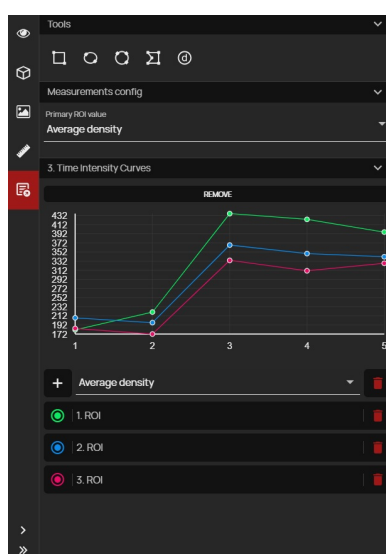 Tools
d
Measurements config
Primary ROI value
Average density
3. Time Intensity Curves
REMOVE
432
412
392
372
352
332
312
292
272
252
232
212
192
172
1 2 3 4 5
+ Average density
1. ROI
2. ROI
3. ROI